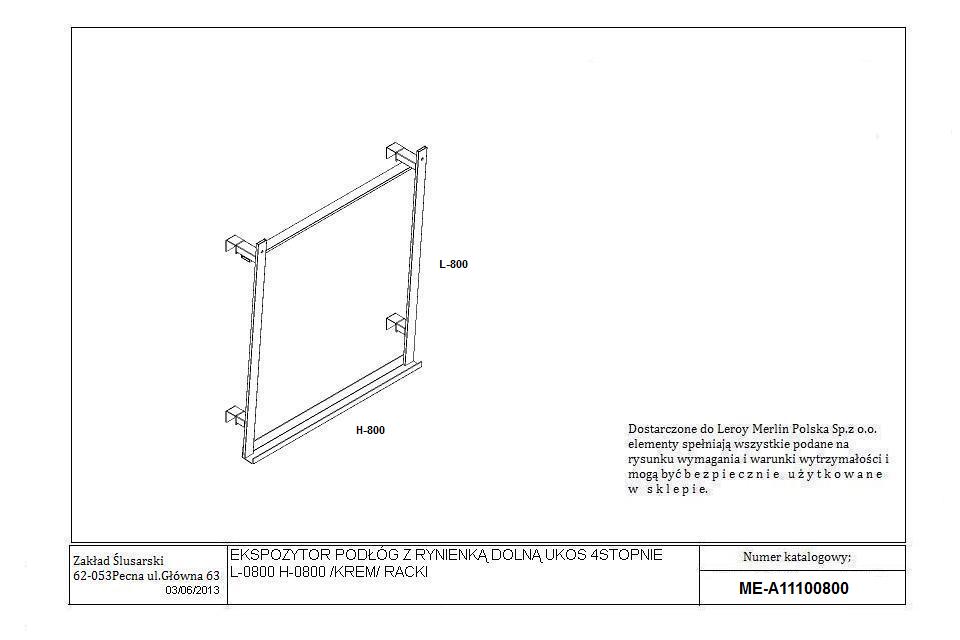 L-800
H-800
Dostarczone do Leroy Merlin Polska Sp.z o.o.
elementy spełniają wszystkie podane na
rysunku wymagania i warunki wytrzymałości i
mogą być b e z p i e c z n i e u ż y t k o w a n e
w s k l e p i e.
Zakład Ślusarski
62-053Pecna ul.Główna 63
03/06/2013
EKSPOZYTOR PODŁÓG Z RYNIENKĄ DOLNĄ UKOS 4STOPNIE
L-0800 H-0800 /KREM/ RACKI
Numer katalogowy;
ME-A11100800